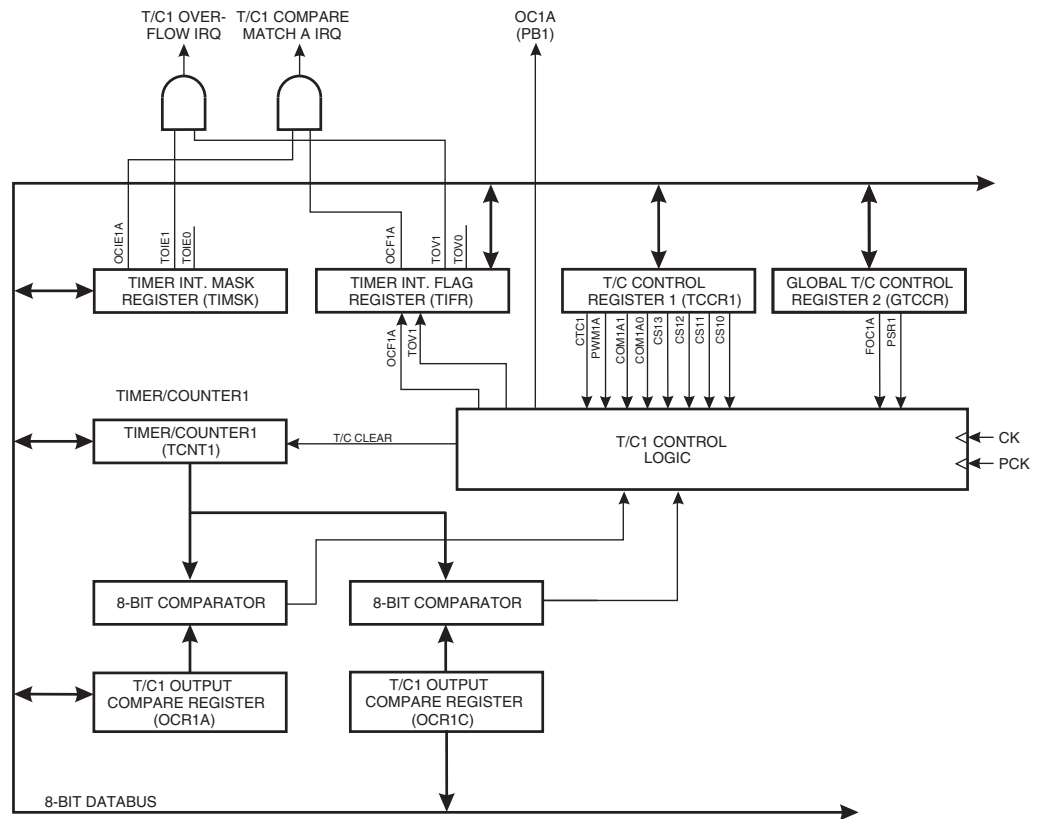 T/C1 OVER-
FLOW IRQ
T/C1 COMPARE
MATCH A IRQ
OC1A
(PB1)
OCIE1A
TOIE1
TOIE0
OCF1A
TOV1
TOV0
TIMER INT. MASK
REGISTER (TIMSK)
TIMER INT. FLAG
REGISTER (TIFR)
T/C CONTROL
REGISTER 1 (TCCR1)
GLOBAL T/C CONTROL
REGISTER 2 (GTCCR)
OCF1A
TOV1
CTC1
PWM1A
COM1A1
COM1A0
CS13
CS12
CS11
CS10
FOC1A
PSR1
TIMER/COUNTER1
TIMER/COUNTER1
(TCNT1)
T/C CLEAR
T/C1 CONTROL
LOGIC
CK
PCK
8-BIT COMPARATOR
8-BIT COMPARATOR
T/C1 OUTPUT
COMPARE REGISTER
(OCR1A)
T/C1 OUTPUT
COMPARE REGISTER
(OCR1C)
8-BIT DATABUS